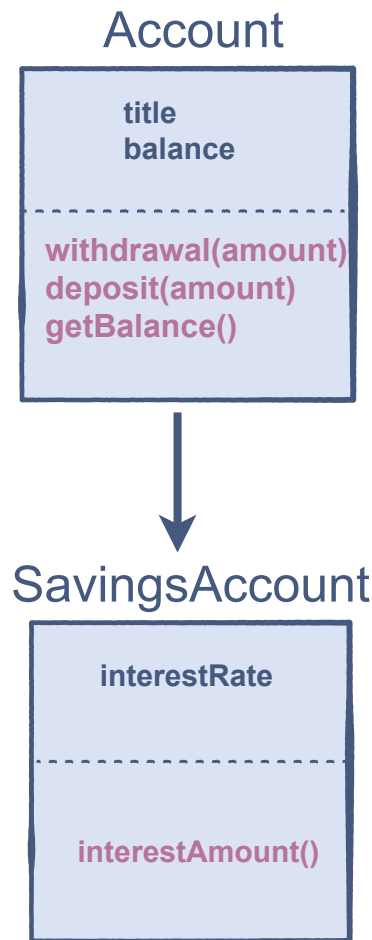 Account
title
balance
withdrawal(amount)
deposit(amount)
getBalance()
SavingsAccount
interestRate
interestAmount()